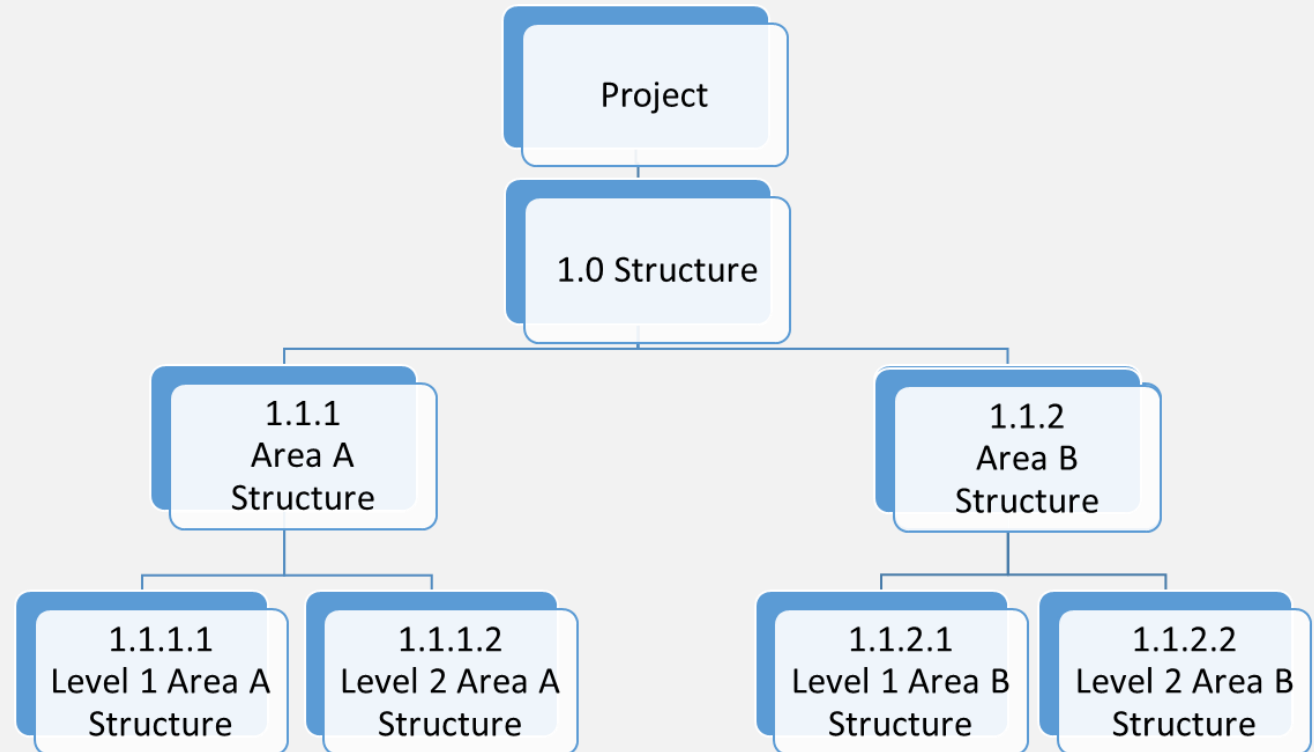 Project
1.0 Structure
1.1.1
Area A
Structure
1.1.2
Area B
Structure
1.1.1.1
Level 1 Area A
Structure
1.1.1.2
Level 2 Area A
Structure
1.1.2.1
Level 1 Area B
Structure
1.1.2.2
Level 2 Area B
Structure